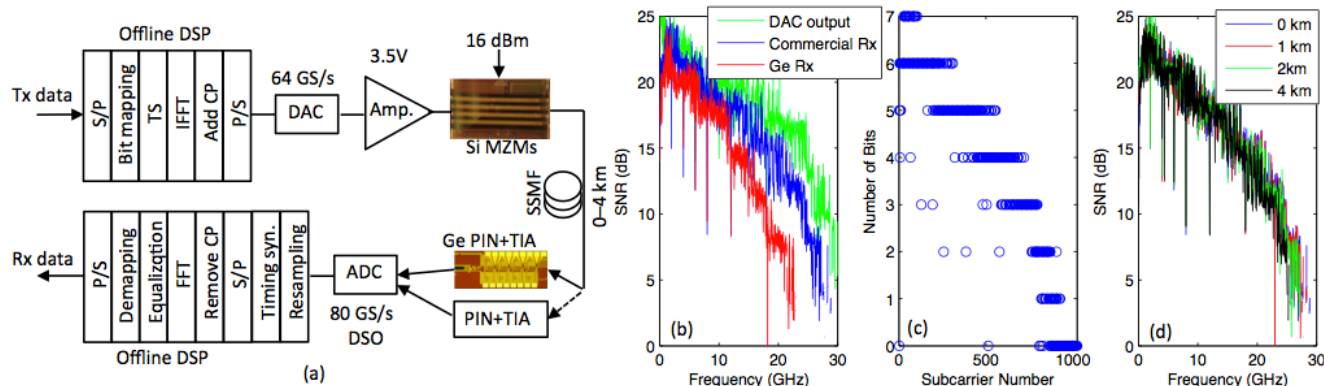 Offline DSP
Tx data
S/P
Bit mapping
TS
IFFT
Add CP
P/S
64 GS/s
DAC
3.5V
Amp.
16 dBm
Si MZMs
SSMF
0–4 km
Ge PIN+TIA
PIN+TIA
ADC
80 GS/s
DSO
Rx data
P/S
Demapping
Equalizqtion
FFT
Remove CP
S/P
Timing syn.
Resampling
Offline DSP
(a)
DAC output
Commercial Rx
Ge Rx
25
20
15
10
5
0
SNR (dB)
0 10 20 30
Frequency (GHz)
(b)
7
6
5
4
3
2
1
0
Number of Bits
0 500 1000
Subcarrier Number
(c)
0 km
1 km
2km
4 km
25
20
15
10
5
0
SNR (dB)
0 10 20 30
Frequency (GHz)
(d)